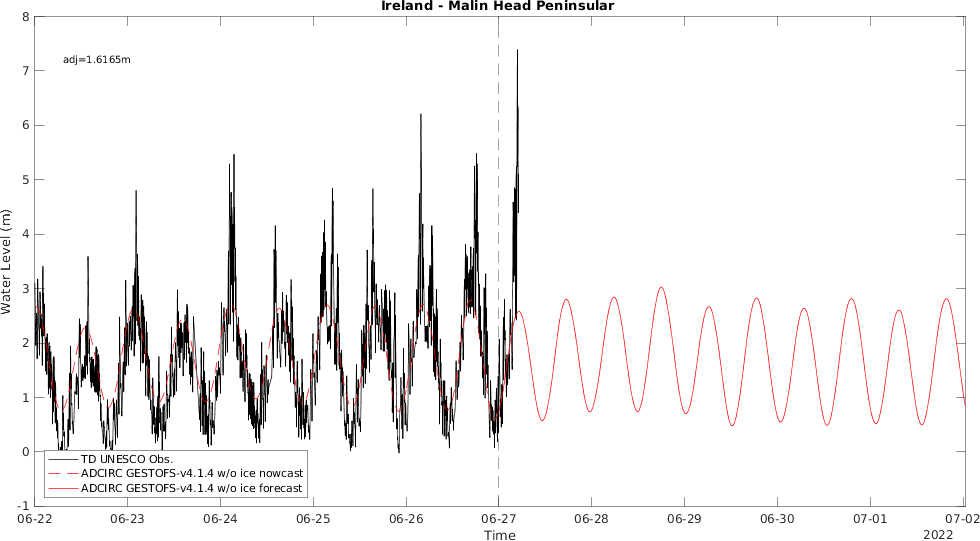 Ireland - Malin Head Peninsular
adj=1.6165m
Water Level (m)
8
7
6
5
4
3
2
1
0
-1
TD UNESCO Obs.
ADCIRC GESTOFS-v4.1.4 w/o ice nowcast
ADCIRC GESTOFS-v4.1.4 w/o ice forecast
06-22 06-23 06-24 06-25 06-26 06-27 06-28 06-29 06-30 07-01 07-02
Time
2022